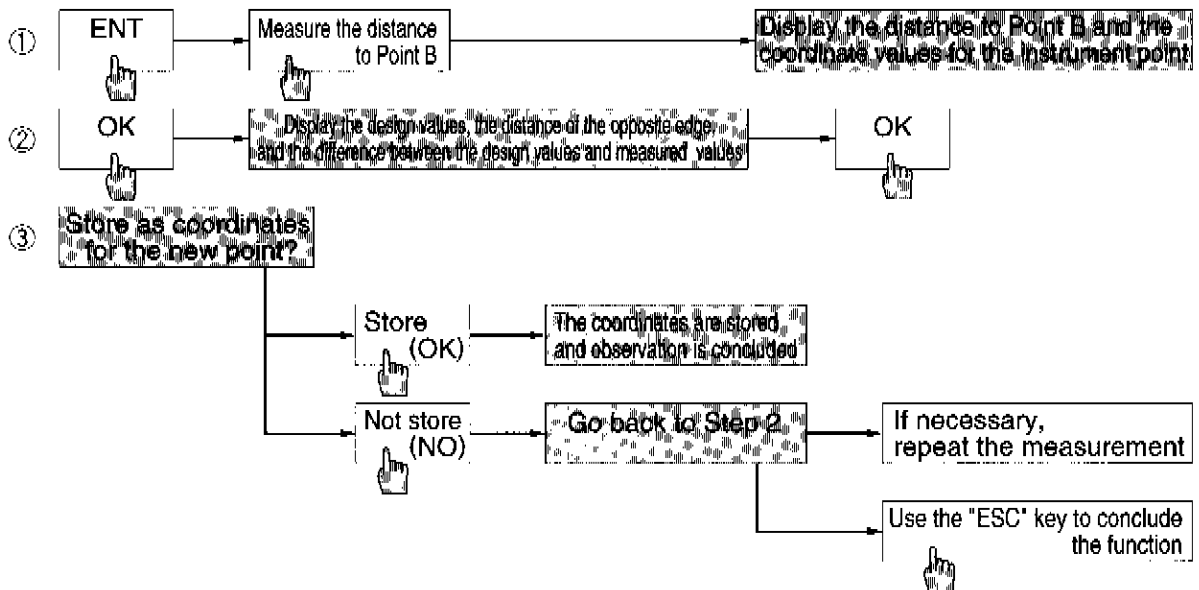 ① ENT
Measure the distance
to Point B
Display the distance to Point B and the
coordinate values for the instrument point
② OK
Display the design values, the distance of the opposite edge,
and the difference between the design values and measured values
OK
③ Store as coordinates
for the new point?
Store
(OK)
The coordinates are stored
and observation is concluded
Not store
(NO)
Go back to Step 2
If necessary,
repeat the measurement
Use the "ESC" key to conclude
the function